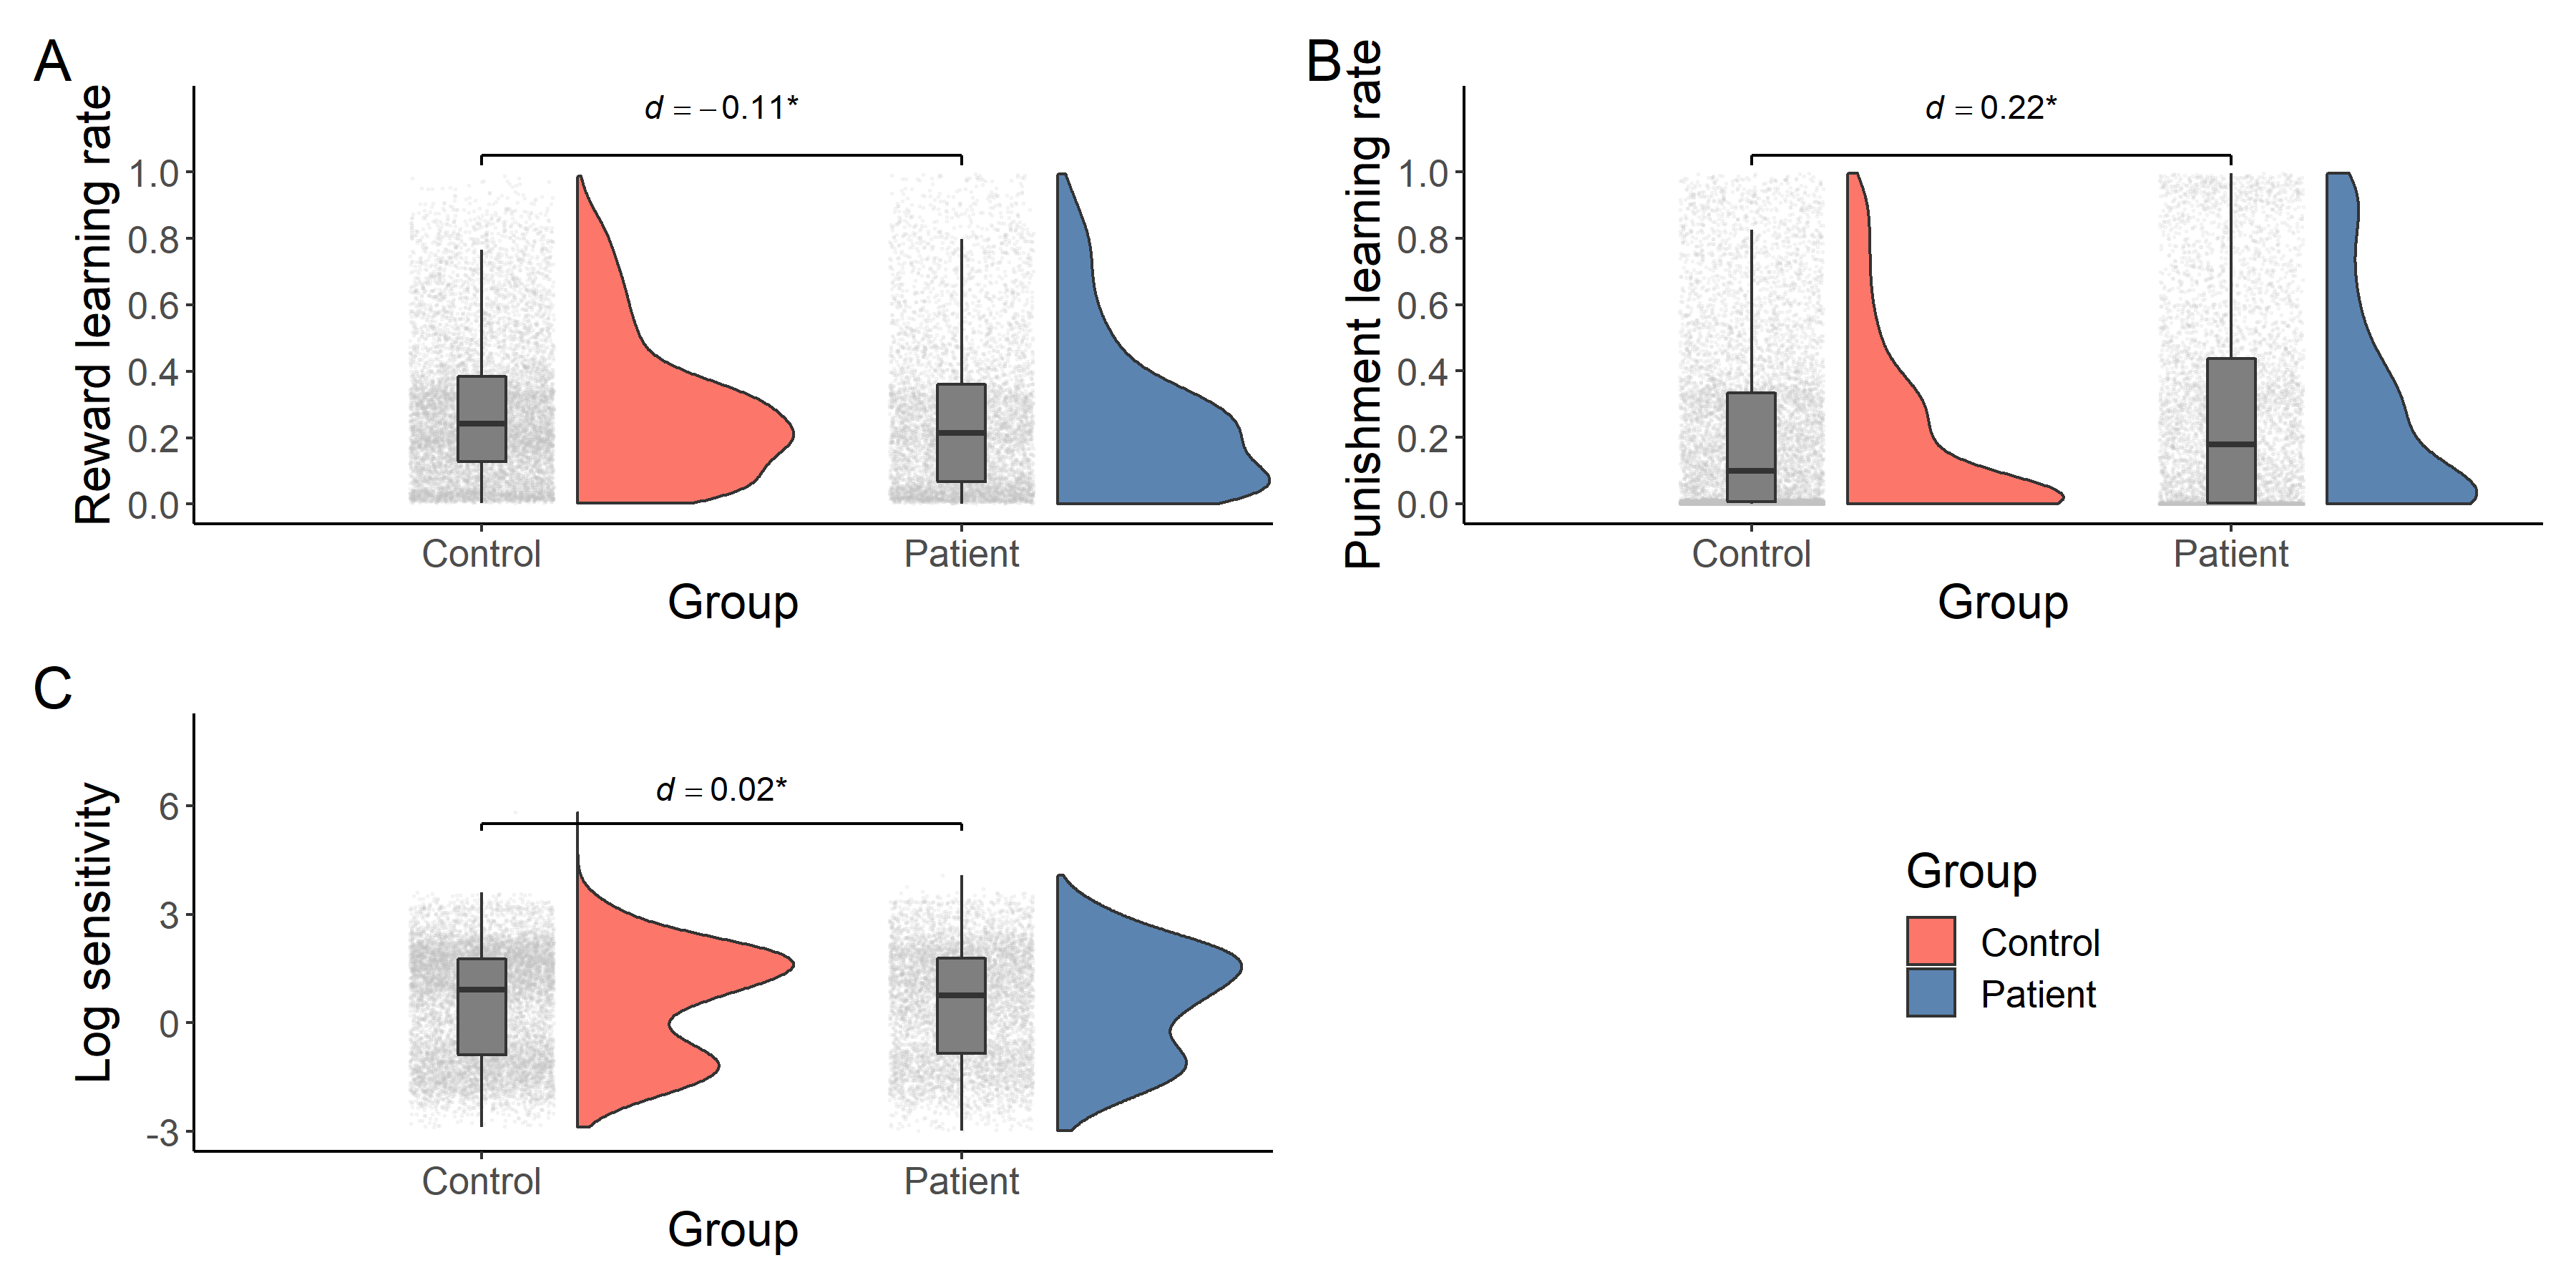 A
Reward learning rate
1.0
0.8
0.6
0.4
0.2
0.0
d = −0.11*
Control
Patient
Group
B
Punishment learning rate
1.0
0.8
0.6
0.4
0.2
0.0
d = 0.22*
Control
Patient
Group
C
Log sensitivity
6
3
0
-3
d = 0.02*
Control
Patient
Group
Group
Control
Patient